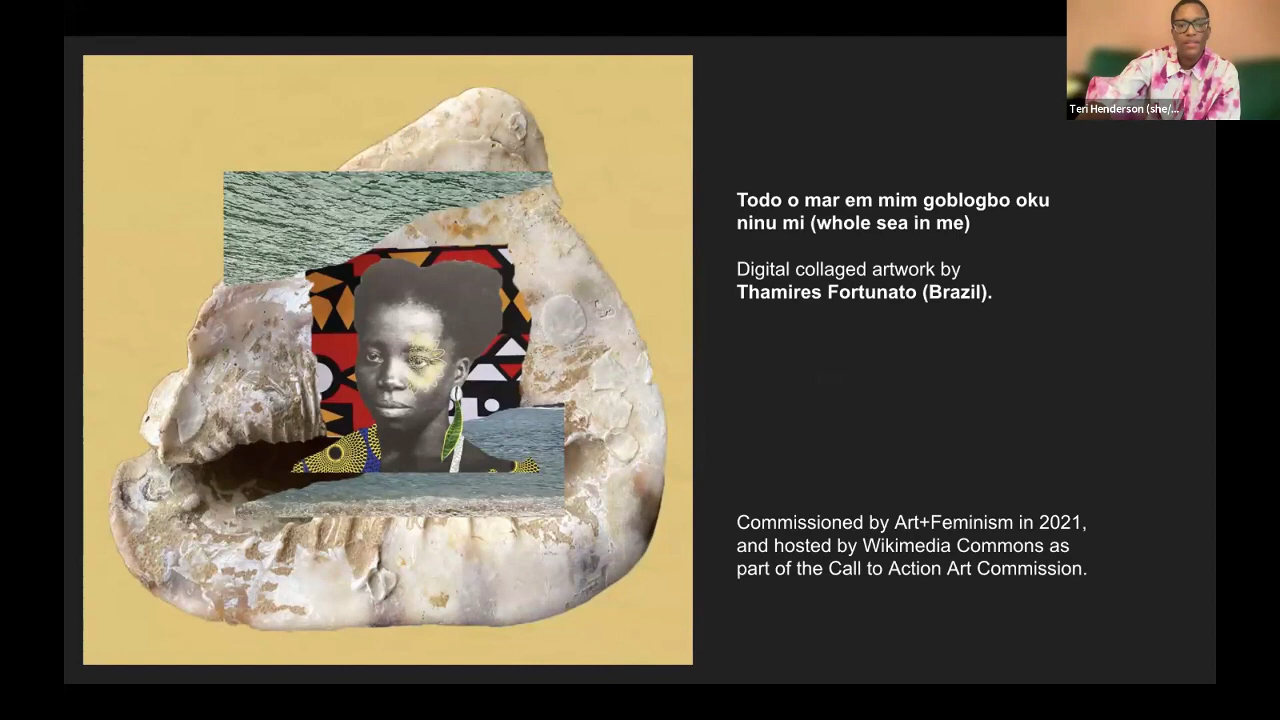 Teri Henderson (she/...
Todo o mar em mim goblogbo oku
ninu mi (whole sea in me)
Digital collaged artwork by
Thamires Fortunato (Brazil).
Commissioned by Art+Feminism in 2021,
and hosted by Wikimedia Commons as
part of the Call to Action Art Commission.